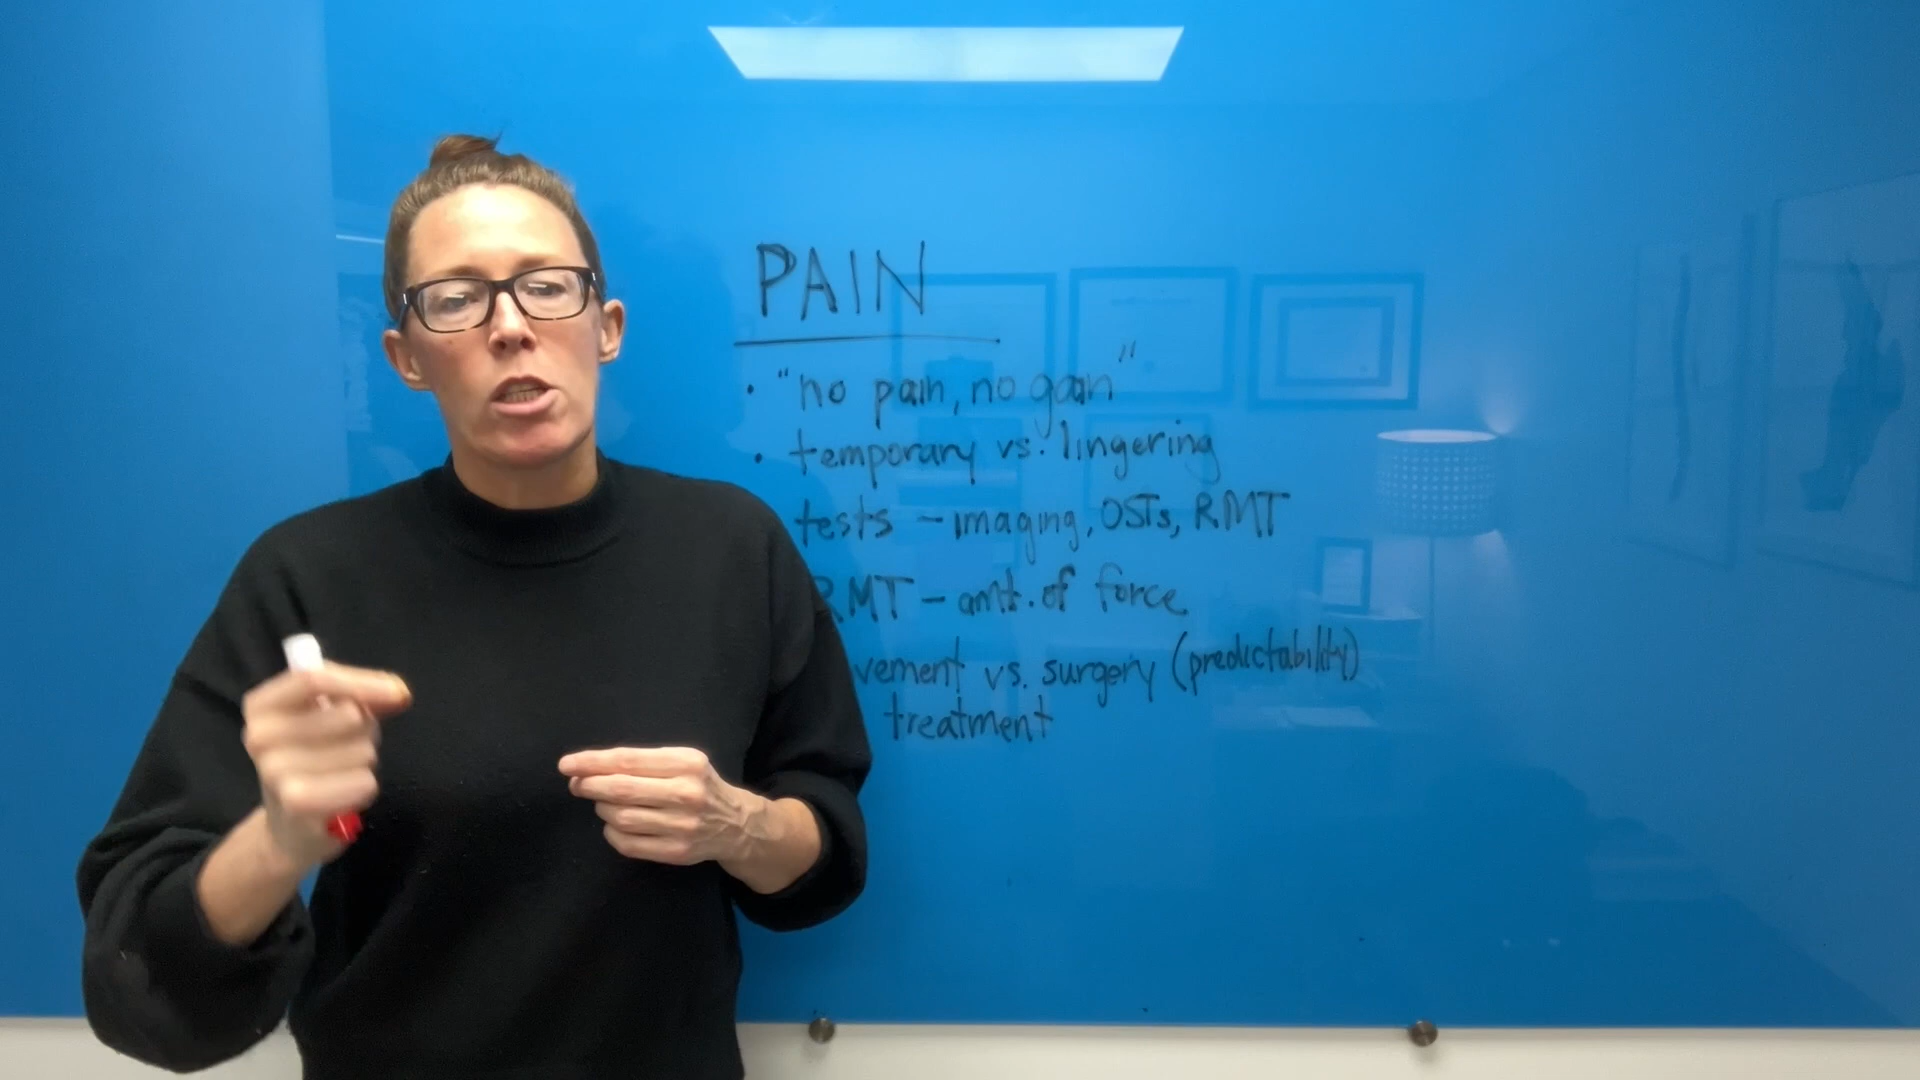 PAIN
• "no pain, no gain"
• temporary vs. lingering
tests - imaging, OSTs, RMT
RMT - amt. of force
vement vs. surgery (predictability)
treatment